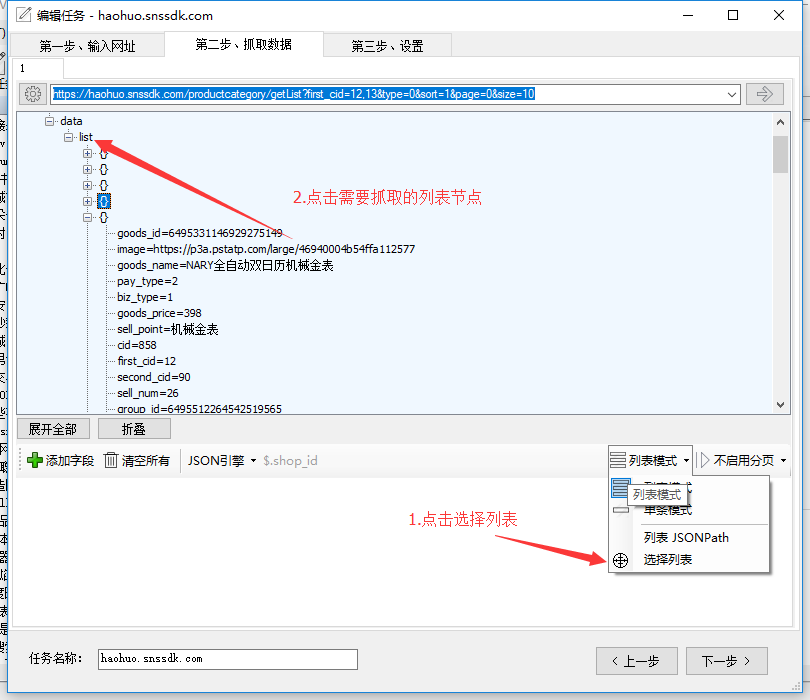 编辑任务 - haohuo.snssdk.com
第一步、输入网址
第二步、抓取数据
第三步、设置
1
https://haohuo.snssdk.com/productcategory/getList?first_cid=12,13&type=0&sort=1&page=0&size=10
data
list
{}
{}
{}
{}
{}
2.点击需要抓取的列表节点
goods_id=6495331146929275149
image=https://p3a.pstatp.com/large/46940004b54ffa112577
goods_name=NARY全自动双日历机械金表
pay_type=2
biz_type=1
goods_price=398
sell_point=机械金表
cid=858
first_cid=12
second_cid=90
sell_num=26
group_id=6495512264542519565
展开全部
折叠
添加字段
清空所有
JSON引擎
$.shop_id
列表模式
不启用分页
列表模式
单条模式
列表 JSONPath
选择列表
1.点击选择列表
任务名称:
haohuo.snssdk.com
< 上一步
下一步 >